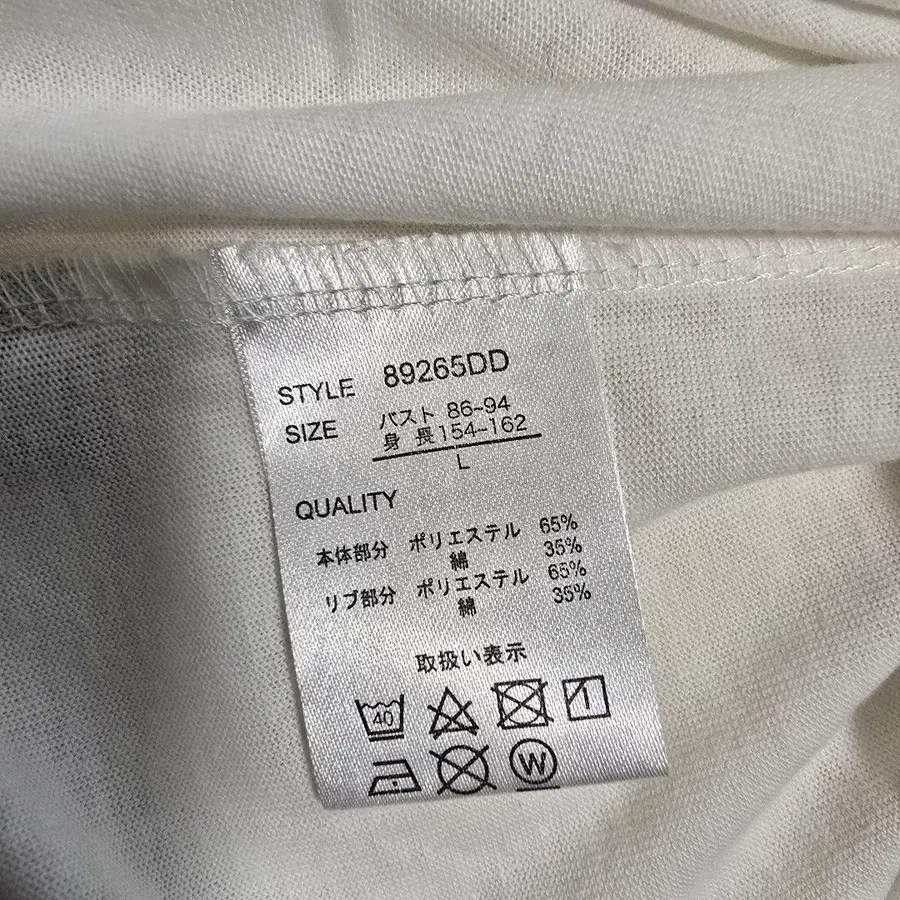 STYLE 89265DD
SIZE バスト 86~94
身長154~162
L
QUALITY
本体部分 ポリエステル 65%
綿 35%
リブ部分 ポリエステル 65%
綿 35%
取扱い表示
40
W